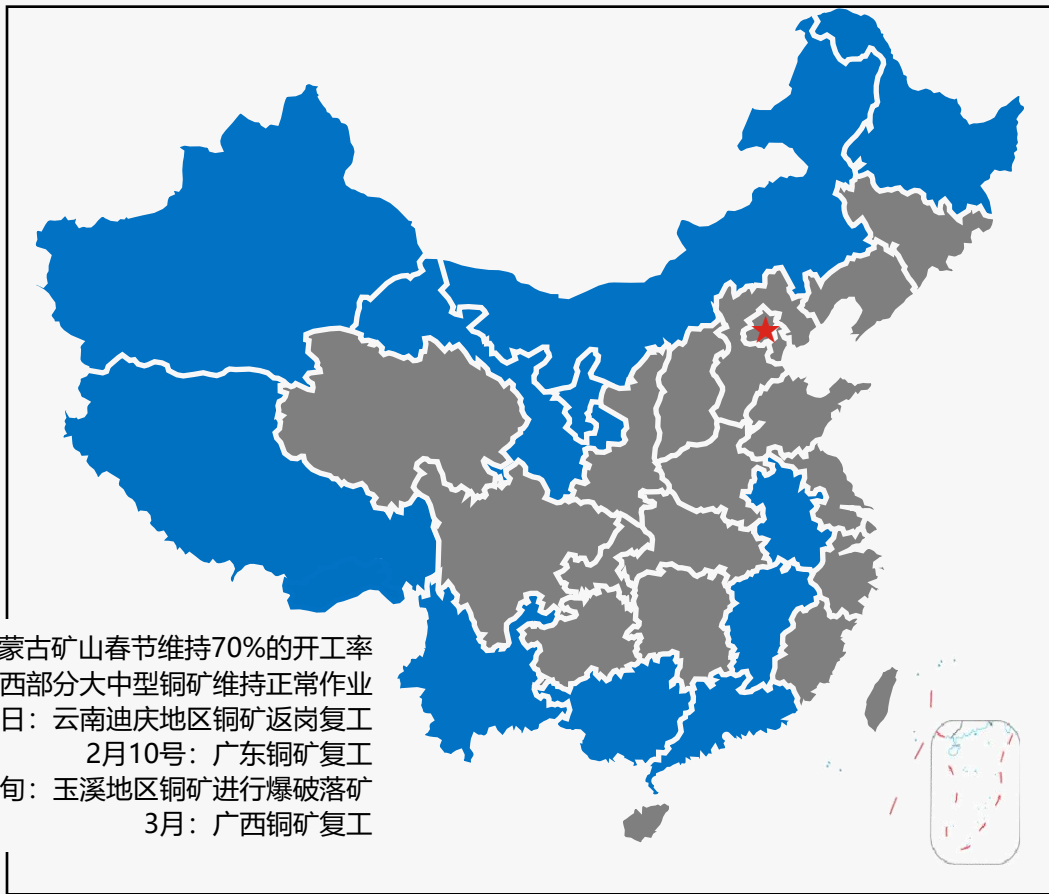 蒙古矿山春节维持70%的开工率
西部分大中型铜矿维持正常作业
日：云南迪庆地区铜矿返岗复工
2月10号：广东铜矿复工
旬：玉溪地区铜矿进行爆破落矿
3月：广西铜矿复工